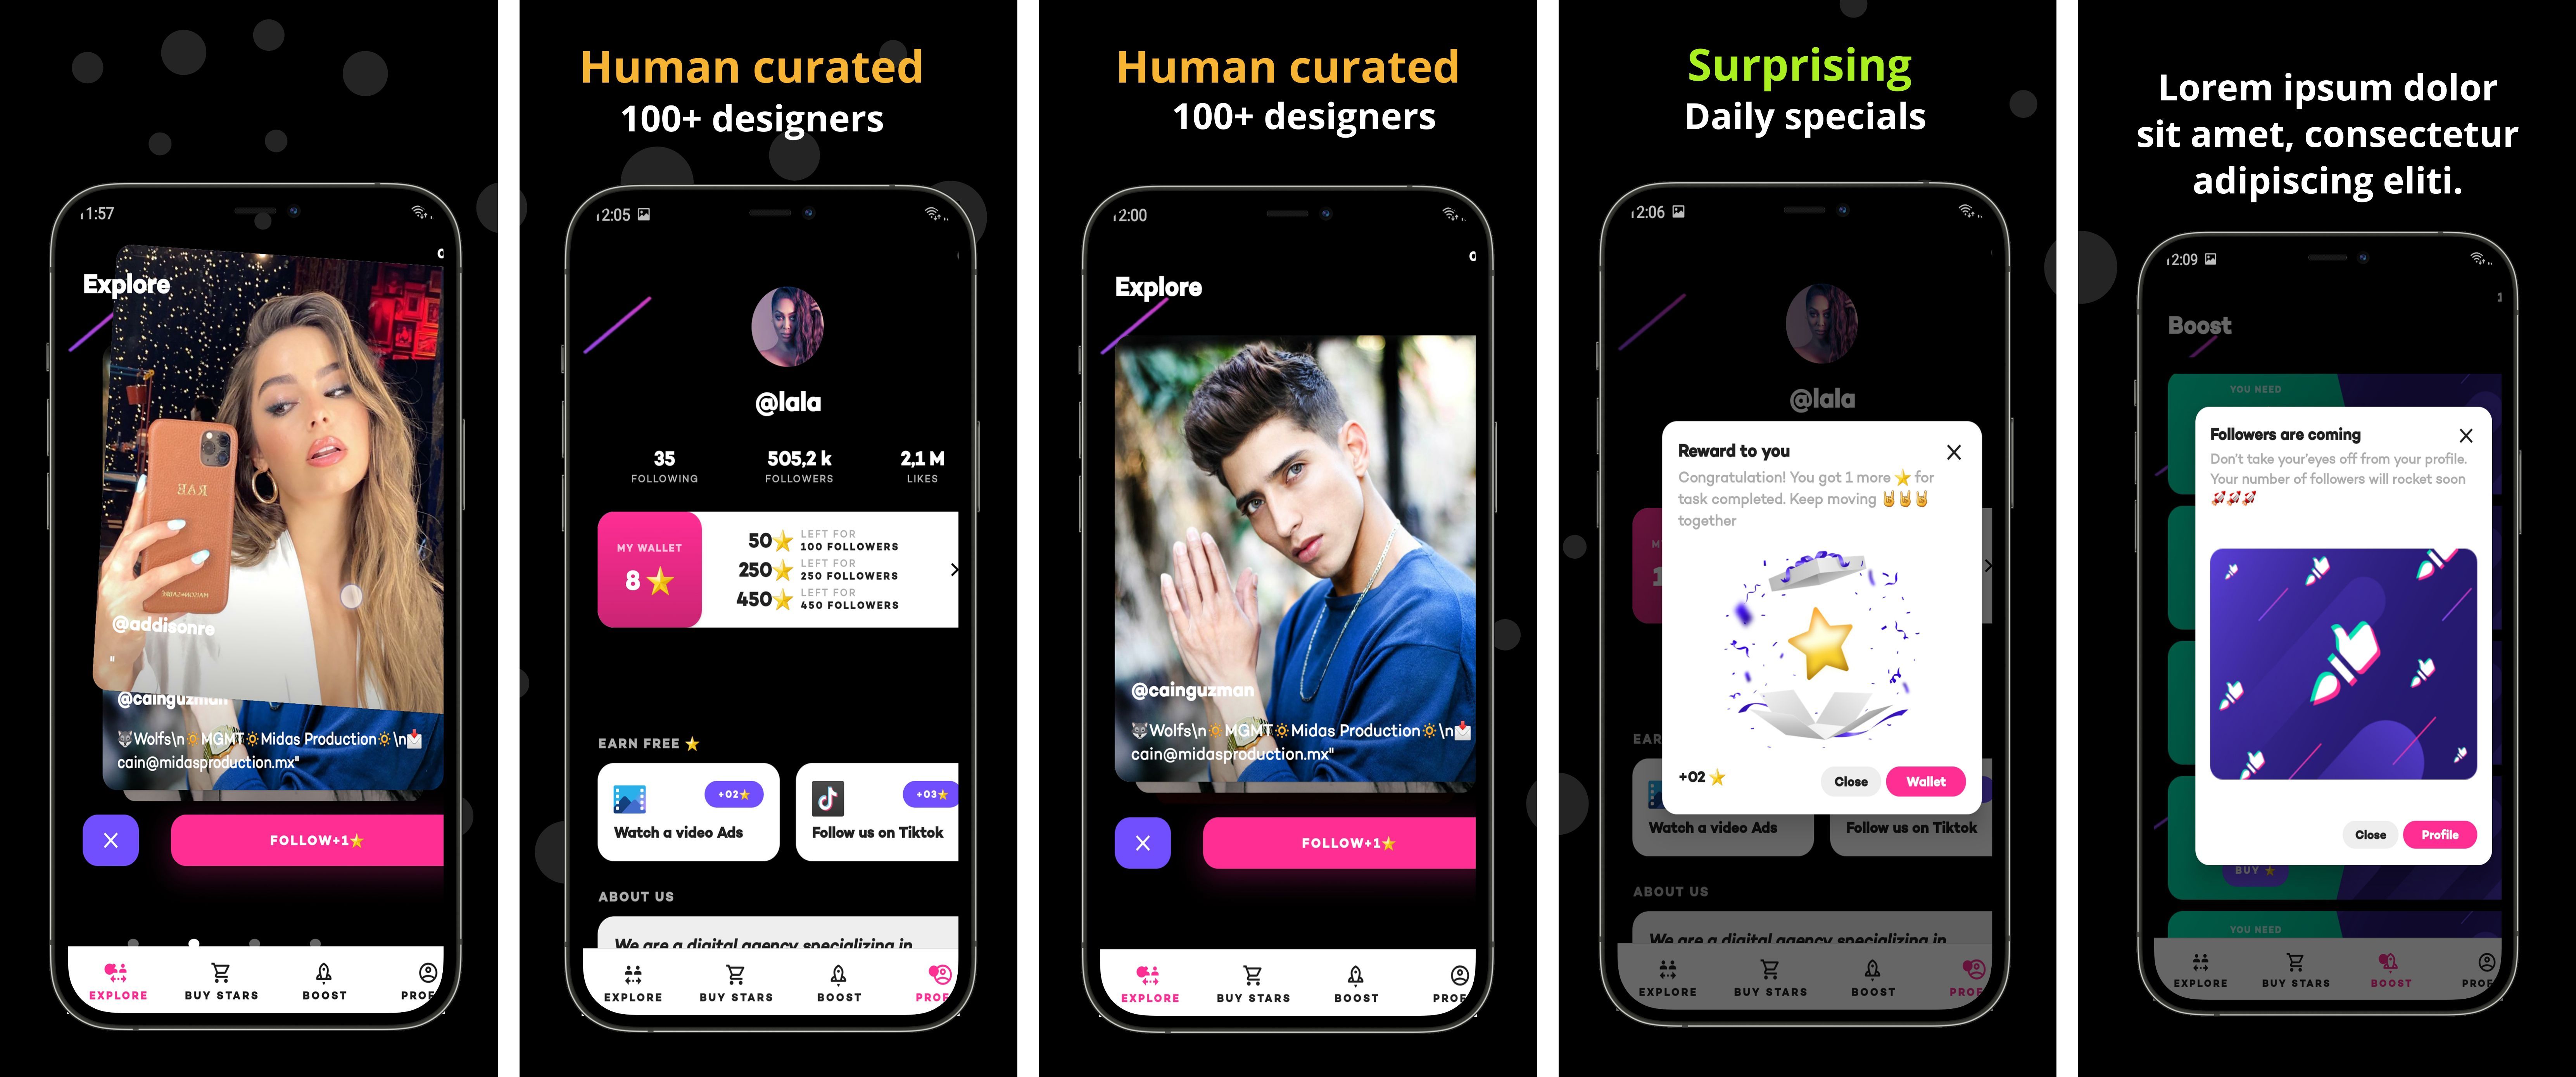 11:57
Explore
@addisonre
"
@cainguzman
🐺Wolfs\n🔅MGMT🔅Midas Production🔅\n📩
cain@midasproduction.mx"
FOLLOW+1⭐
EXPLORE
BUY STARS
BOOST
PROF
Human curated
100+ designers
12:05
@lala
35
FOLLOWING
505,2 k
FOLLOWERS
2,1 M
LIKES
MY WALLET
8 ⭐
50⭐ LEFT FOR
100 FOLLOWERS
250⭐ LEFT FOR
250 FOLLOWERS
450⭐ LEFT FOR
450 FOLLOWERS
EARN FREE ⭐
+02⭐
Watch a video Ads
+03⭐
Follow us on Tiktok
ABOUT US
We are a digital agency specializing in
EXPLORE
BUY STARS
BOOST
PROF
Human curated
100+ designers
12:00
Explore
@cainguzman
🐺Wolfs\n🔅MGMT🔅Midas Production🔅\n📩
cain@midasproduction.mx"
FOLLOW+1⭐
EXPLORE
BUY STARS
BOOST
PROF
Surprising
Daily specials
12:06
@lala
Reward to you
Congratulation! You got 1 more ⭐ for
task completed. Keep moving 🤘🤘🤘
together
+02 ⭐
Close
Wallet
EAR
Watch a video Ads
Follow us on Tiktok
ABOUT US
We are a digital agency specializing in
EXPLORE
BUY STARS
BOOST
PROF
Lorem ipsum dolor
sit amet, consectetur
adipiscing eliti.
12:09
Boost
YOU NEED
Followers are coming
Don't take your'eyes off from your profile.
Your number of followers will rocket soon
🚀🚀🚀
Close
Profile
BUY ⭐
YOU NEED
EXPLORE
BUY STARS
BOOST
PROF